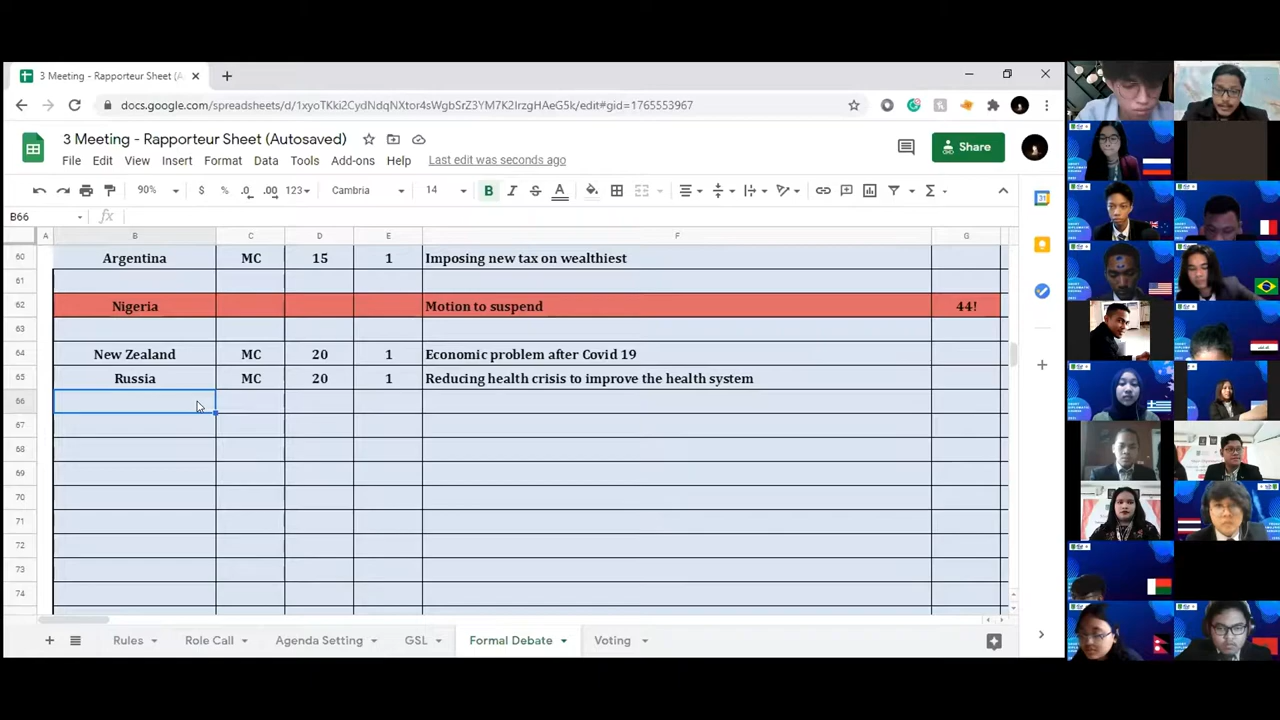 3 Meeting - Rapporteur Sheet (A
docs.google.com/spreadsheets/d/1xyoTKki2CydNdqNXtor4sWgbSrZ3YM7K2IrzgHAeG5k/edit#gid=1765553967
3 Meeting - Rapporteur Sheet (Autosaved)
File Edit View Insert Format Data Tools Add-ons Help Last edit was seconds ago
Share
90% $ % .0 .00 123 Cambria 14 B I S A
31
B66 fx
A B C D E F G
60 Argentina MC 15 1 Imposing new tax on wealthiest
61
62 Nigeria Motion to suspend 44!
63
64 New Zealand MC 20 1 Economic problem after Covid 19
65 Russia MC 20 1 Reducing health crisis to improve the health system
66
67
68
69
70
71
72
73
74
Rules Role Call Agenda Setting GSL Formal Debate Voting